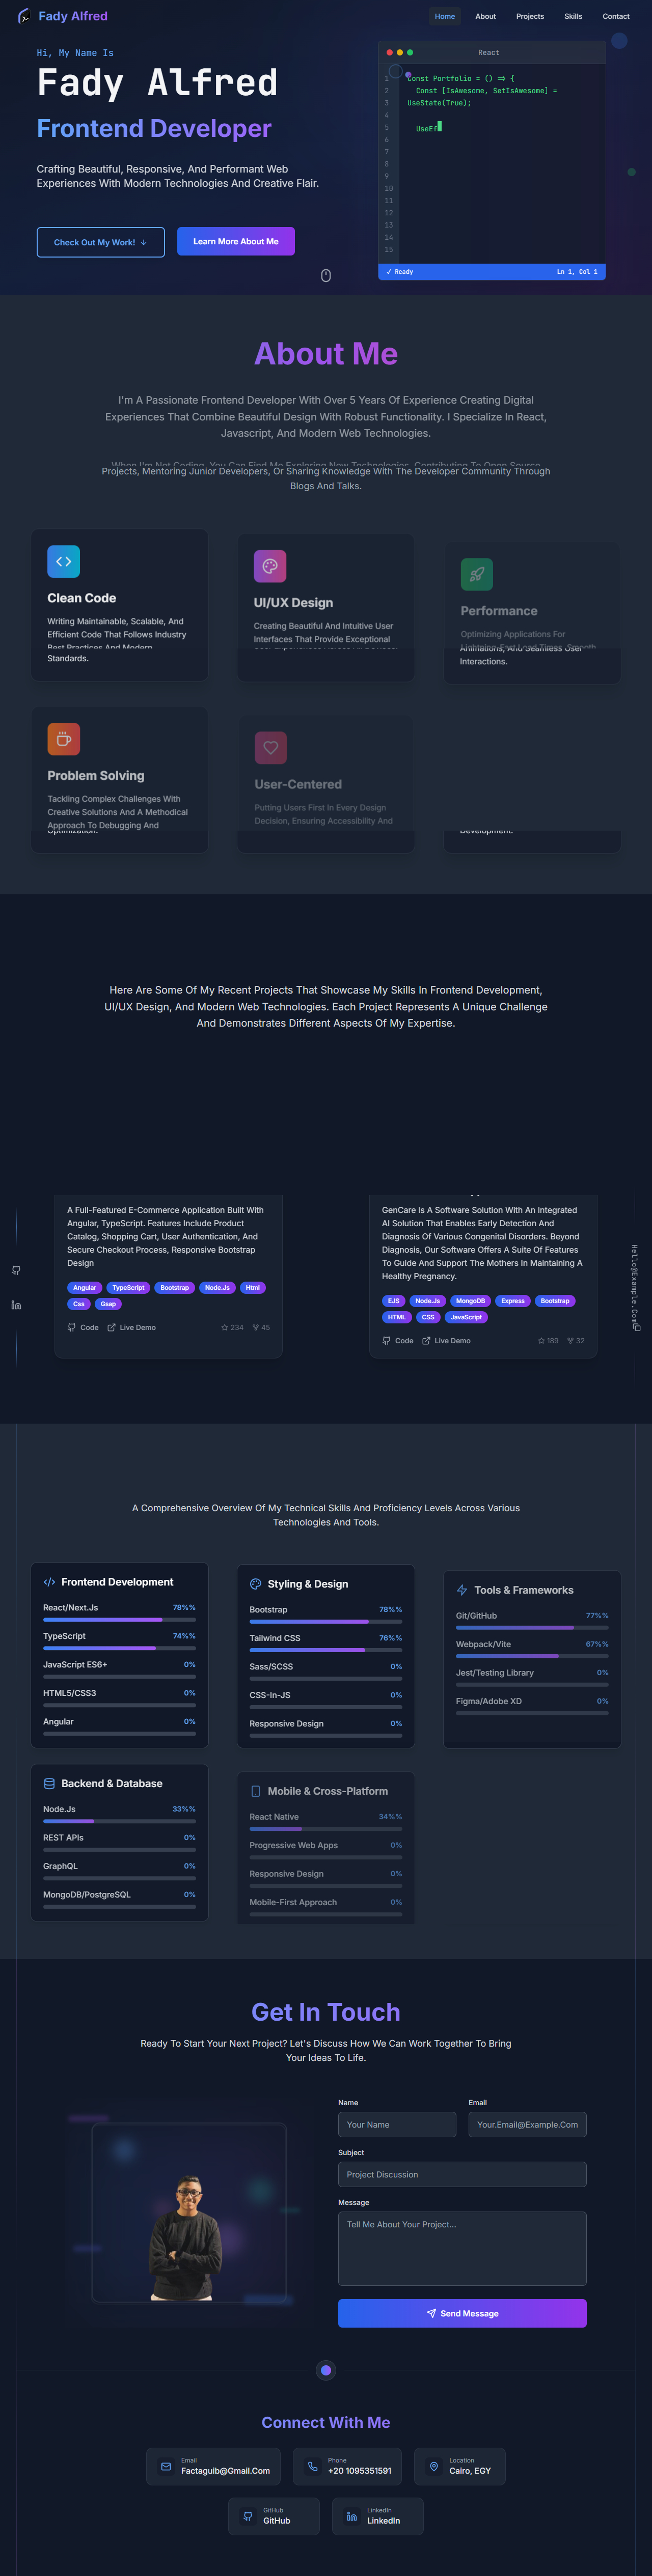 Fady Alfred
Home About Projects Skills Contact
Hi, My Name Is
Fady Alfred
Frontend Developer
Crafting Beautiful, Responsive, And Performant Web
Experiences With Modern Technologies And Creative Flair.
Check Out My Work! ↓
Learn More About Me
React
1 Const Portfolio = () => {
2 Const [IsAwesome, SetIsAwesome] =
3 UseState(True);
4
5 UseEf
6
7
8
9
10
11
12
13
14
15
✓ Ready
Ln 1, Col 1
About Me
I'm A Passionate Frontend Developer With Over 5 Years Of Experience Creating Digital
Experiences That Combine Beautiful Design With Robust Functionality. I Specialize In React,
Javascript, And Modern Web Technologies.
When I'm Not Coding, You Can Find Me Exploring New Technologies, Contributing To Open Source
Projects, Mentoring Junior Developers, Or Sharing Knowledge With The Developer Community Through
Blogs And Talks.
Clean Code
Writing Maintainable, Scalable, And
Efficient Code That Follows Industry
Best Practices And Modern
Standards.
UI/UX Design
Creating Beautiful And Intuitive User
Interfaces That Provide Exceptional
Performance
Optimizing Applications For
Animations, And Seamless User
Interactions.
Problem Solving
Tackling Complex Challenges With
Creative Solutions And A Methodical
Approach To Debugging And
Optimization.
User-Centered
Putting Users First In Every Design
Decision, Ensuring Accessibility And
Development.
Here Are Some Of My Recent Projects That Showcase My Skills In Frontend Development,
UI/UX Design, And Modern Web Technologies. Each Project Represents A Unique Challenge
And Demonstrates Different Aspects Of My Expertise.
A Full-Featured E-Commerce Application Built With
Angular, TypeScript. Features Include Product
Catalog, Shopping Cart, User Authentication, And
Secure Checkout Process, Responsive Bootstrap
Design
Angular TypeScript Bootstrap Node.Js Html
Css Gsap
Code Live Demo 234 45
GenCare Is A Software Solution With An Integrated
AI Solution That Enables Early Detection And
Diagnosis Of Various Congenital Disorders. Beyond
Diagnosis, Our Software Offers A Suite Of Features
To Guide And Support The Mothers In Maintaining A
Healthy Pregnancy.
EJS Node.Js MongoDB Express Bootstrap
HTML CSS JavaScript
Code Live Demo 189 32
Hello@Example.Com
A Comprehensive Overview Of My Technical Skills And Proficiency Levels Across Various
Technologies And Tools.
Frontend Development
React/Next.Js 78%%
TypeScript 74%%
JavaScript ES6+ 0%
HTML5/CSS3 0%
Angular 0%
Styling & Design
Bootstrap 78%%
Tailwind CSS 76%%
Sass/SCSS 0%
CSS-In-JS 0%
Responsive Design 0%
Tools & Frameworks
Git/GitHub 77%%
Webpack/Vite 67%%
Jest/Testing Library 0%
Figma/Adobe XD 0%
Backend & Database
Node.Js 33%%
REST APIs 0%
GraphQL 0%
MongoDB/PostgreSQL 0%
Mobile & Cross-Platform
React Native 34%%
Progressive Web Apps 0%
Responsive Design 0%
Mobile-First Approach 0%
Get In Touch
Ready To Start Your Next Project? Let's Discuss How We Can Work Together To Bring
Your Ideas To Life.
Name Email
Your Name Your.Email@Example.Com
Subject
Project Discussion
Message
Tell Me About Your Project...
Send Message
Connect With Me
Email
Factaguib@Gmail.Com
Phone
+20 1095351591
Location
Cairo, EGY
GitHub
GitHub
LinkedIn
LinkedIn